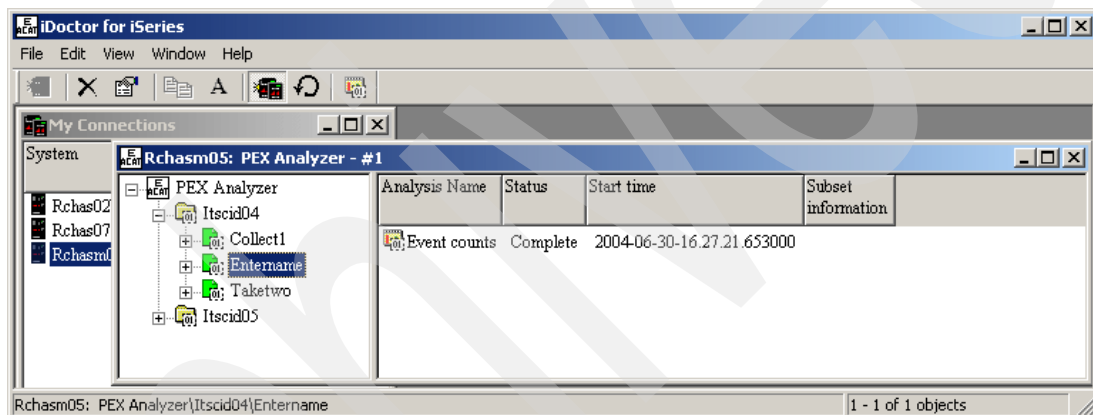 iDoctor for iSeries
File Edit View Window Help
My Connections
System
Rchas02
Rchas07
Rchasm0
Rchasm05: PEX Analyzer - #1
PEX Analyzer
Itscid04
Collect1
Entername
Taketwo
Itscid05
Analysis Name Status Start time Subset information
Event counts Complete 2004-06-30-16.27.21.653000
Rchasm05: PEX Analyzer\Itscid04\Entername 1 - 1 of 1 objects